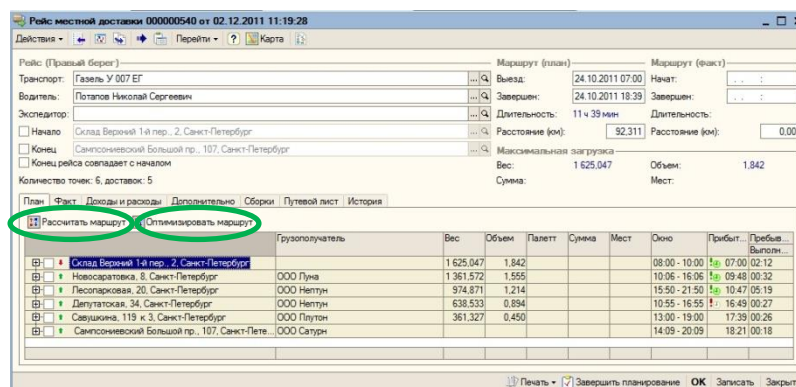 Рейс местной доставки 000000540 от 02.12.2011 11:19:28
Действия Перейти ? Карта
Рейс (Правый берег) Маршрут (план) Маршрут (факт)
Транспорт: Газель У 007 ЕГ ... Выезд: 24.10.2011 07:00 Начат: . . :
Водитель: Потапов Николай Сергеевич ... Завершен: 24.10.2011 18:39 Завершен: . . :
Экспедитор: ... Длительность: 11 ч 39 мин Длительность:
Начало Склад Верхний 1-й пер., 2, Санкт-Петербург ... Расстояние (км): 92,311 Расстояние (км): 0,00
Конец Сампсониевский Большой пр., 107, Санкт-Петербург ... Максимальная загрузка
Конец рейса совпадает с началом Вес: 1 625,047 Объем: 1,842
Количество точек: 6, доставок: 5 Сумма: Мест:
План Факт Доходы и расходы Дополнительно Сборки Путевой лист История
Рассчитать маршрут Оптимизировать маршрут
Грузополучатель Вес Объем Палетт Сумма Мест Окно Прибыт... Пребыв...
Выполн...
Склад Верхний 1-й пер., 2, Санкт-Петербург 1 625,047 1,842 08:00 - 10:00 07:00 02:12
Новосаратовка, 8, Санкт-Петербург ООО Луна 1 361,572 1,555 10:06 - 16:06 09:48 00:32
Лесопарковая, 20, Санкт-Петербург ООО Нептун 974,871 1,214 15:50 - 21:50 10:47 05:19
Депутатская, 34, Санкт-Петербург ООО Нептун 638,533 0,894 10:55 - 16:55 16:49 00:27
Савушкина, 119 к 3, Санкт-Петербург ООО Плутон 361,327 0,450 13:00 - 19:00 17:39 00:26
Сампсониевский Большой пр., 107, Санкт-Пете... ООО Сатурн 14:09 - 20:09 18:21 00:18
Печать Завершить планирование OK Записать Закрыт